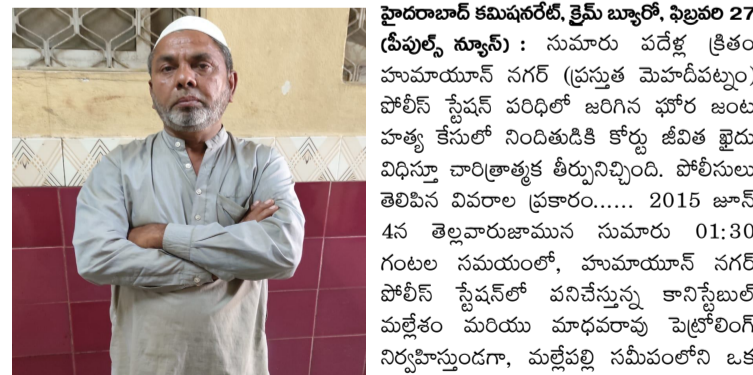 హైదరాబాద్ కమిషనరేట్, క్రైమ్ బ్యూరో, ఫిబ్రవరి 27
(పీపుల్స్ న్యూస్) : సుమారు పదేళ్ల క్రితం
హుమాయూన్ నగర్ (ప్రస్తుత మెహదీపట్నం)
పోలీస్ స్టేషన్ పరిధిలో జరిగిన ఘోర జంట
హత్య కేసులో నిందితుడికి కోర్టు జీవిత ఖైదు
విధిస్తూ చారిత్రాత్మక తీర్పునిచ్చింది. పోలీసులు
తెలిపిన వివరాల ప్రకారం...... 2015 జూన్
4న తెల్లవారుజామున సుమారు 01:30
గంటల సమయంలో, హుమాయూన్ నగర్
పోలీస్ స్టేషన్‌లో పనిచేస్తున్న కానిస్టేబుల్
మల్లేశం మరియు మాధవరావు పెట్రోలింగ్
నిర్వహిస్తుండగా, మల్లేపల్లి సమీపంలోని ఒక